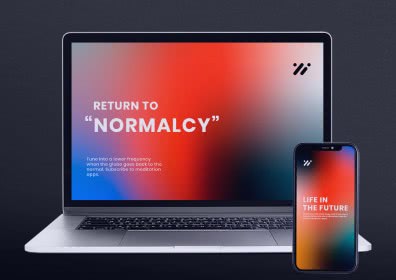 RETURN TO
“NORMALCY”
Tune into a lower frequency
when the globe goes back to the
normal. Subscribe to meditation
apps.
LIFE IN
THE FUTURE